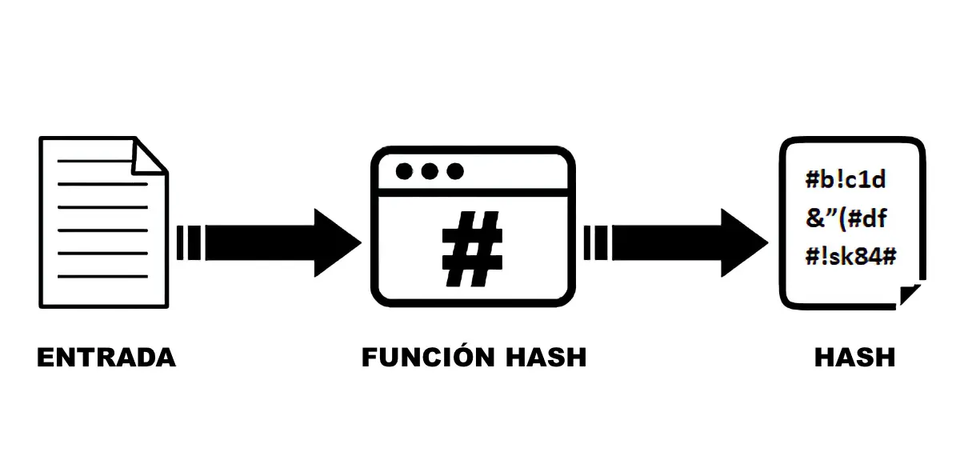 #
#b!c1d
&”(#df
#!sk84#
ENTRADA
FUNCIÓN HASH
HASH